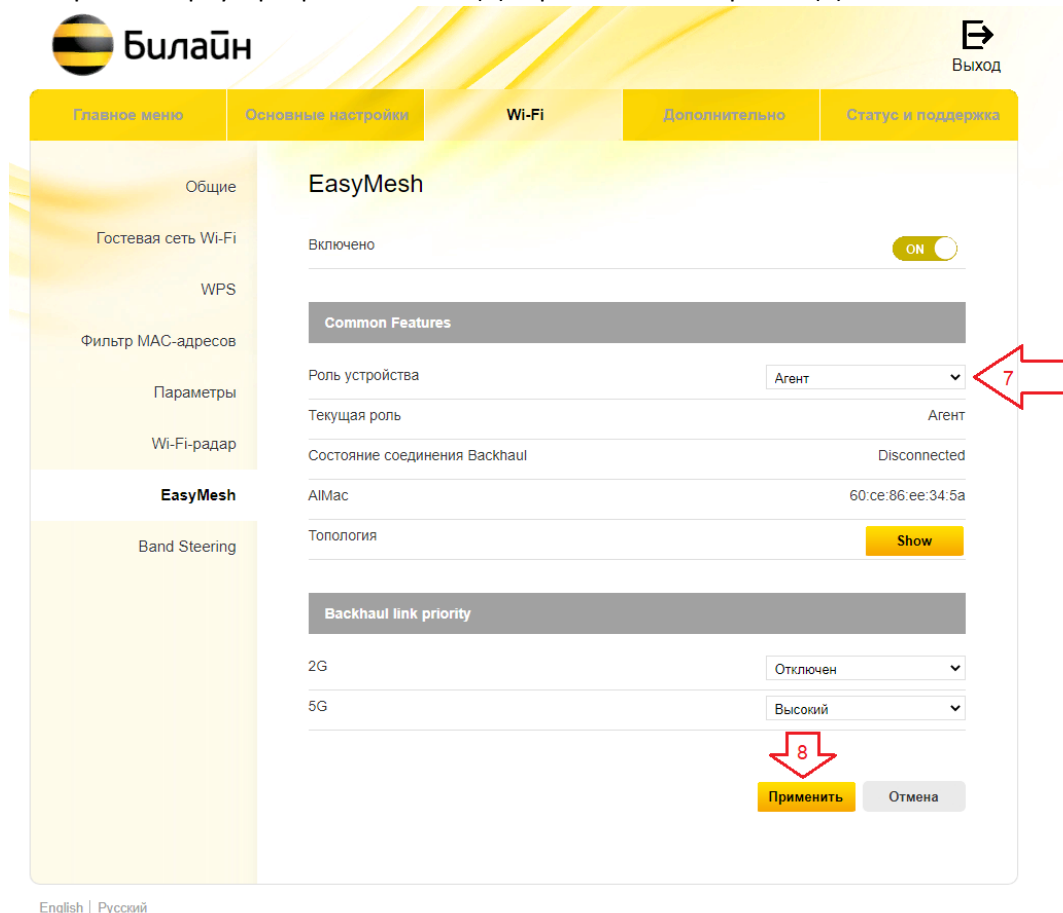 Билайн
Выход
Главное меню
Основные настройки
Wi-Fi
Дополнительно
Статус и поддержка
Общие
Гостевая сеть Wi-Fi
WPS
Фильтр MAC-адресов
Параметры
Wi-Fi-радар
EasyMesh
Band Steering
EasyMesh
Включено ON
Common Features
Роль устройства Агент 7
Текущая роль Агент
Состояние соединения Backhaul Disconnected
AlMac 60:ce:86:ee:34:5a
Топология Show
Backhaul link priority
2G Отключен
5G Высокий
8
Применить Отмена
English | Русский